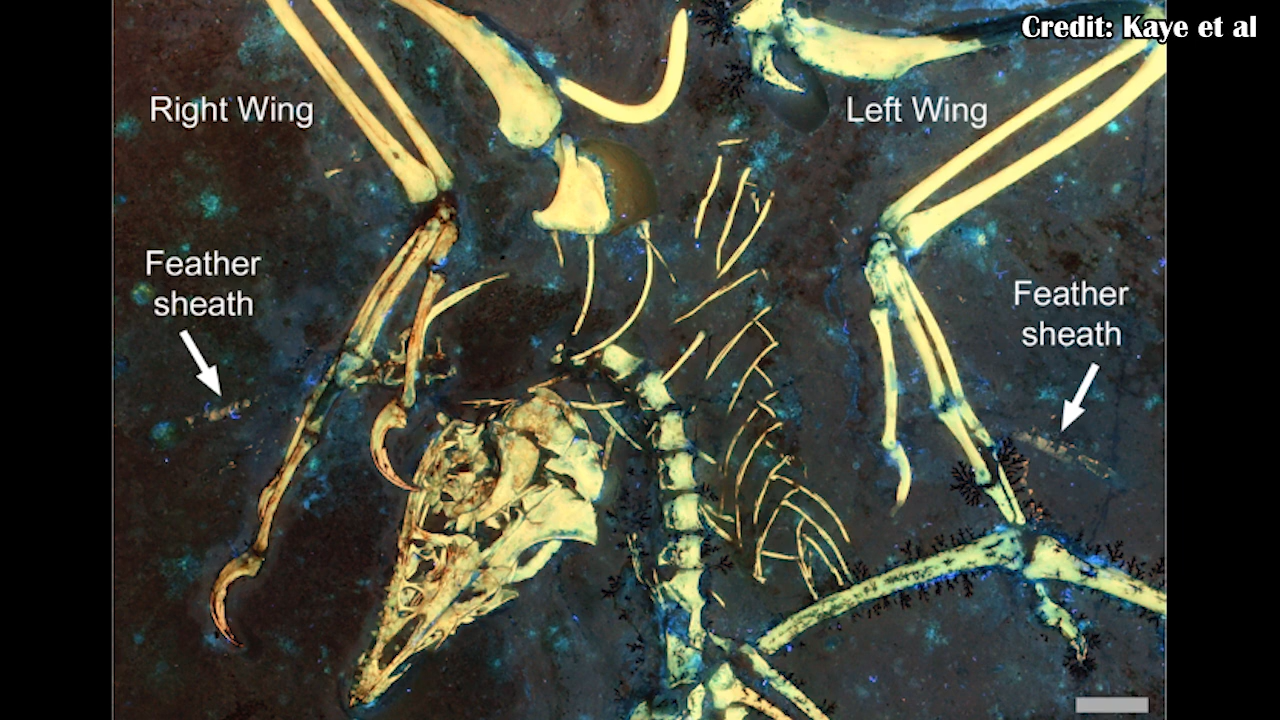 Credit: Kaye et al
Right Wing
Left Wing
Feather
sheath
Feather
sheath